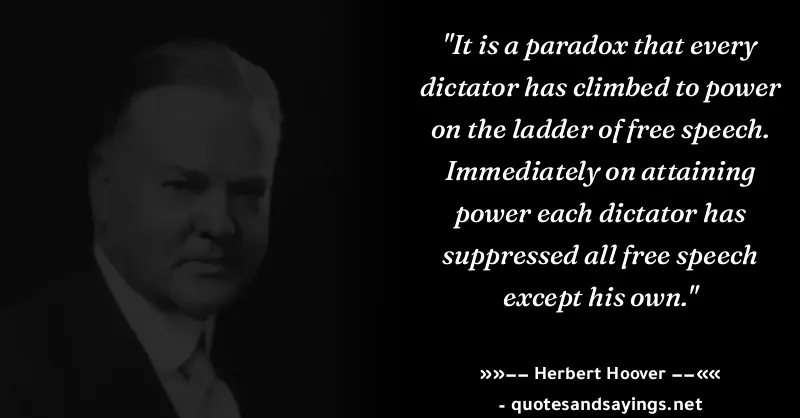 "It is a paradox that every
dictator has climbed to power
on the ladder of free speech.
Immediately on attaining
power each dictator has
suppressed all free speech
except his own."
»»–– Herbert Hoover ––««
- quotesandsayings.net